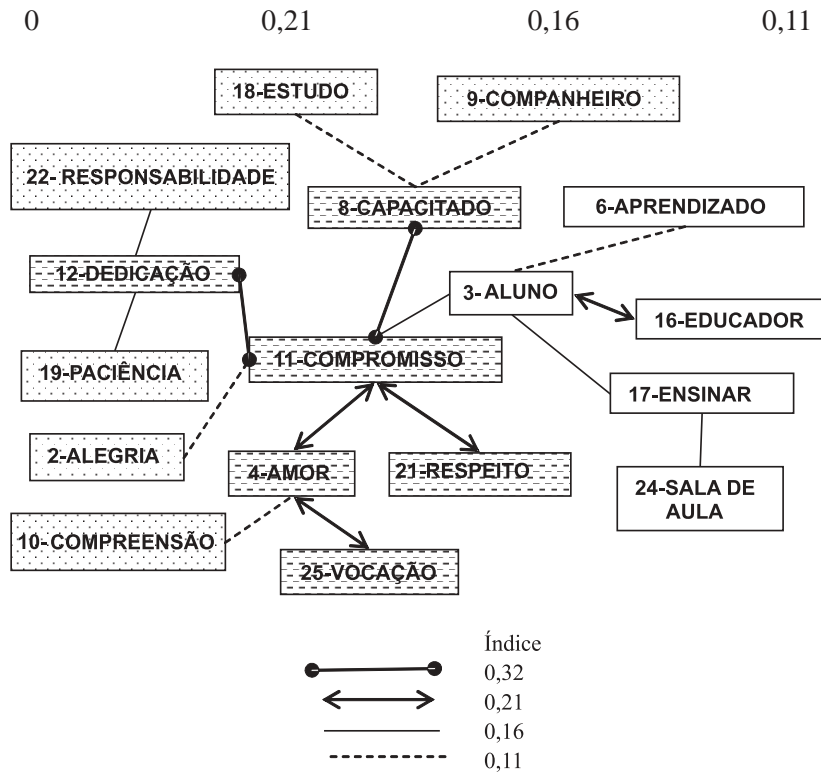 0 0,21 0,16 0,11
18-ESTUDO
9-COMPANHEIRO
22- RESPONSABILIDADE
8-CAPACITADO
6-APRENDIZADO
12-DEDICAÇÃO
3- ALUNO
16-EDUCADOR
11-COMPROMISSO
19-PACIÊNCIA
17-ENSINAR
2-ALEGRIA
4-AMOR
21-RESPEITO
24-SALA DE
AULA
10-COMPREENSÃO
25-VOCAÇÃO
Índice
0,32
0,21
0,16
0,11